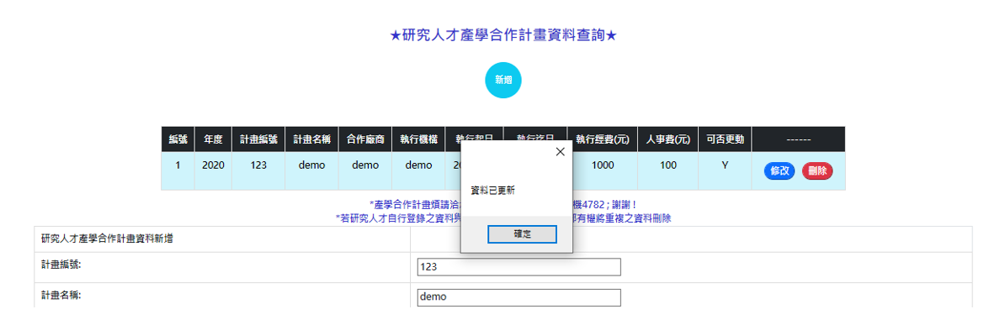 ★研究人才產學合作計畫資料查詢★
新增
編號 年度 計畫編號 計畫名稱 合作廠商 執行機構 執行起日 執行迄日 執行經費(元) 人事費(元) 可否更動 ------
1 2020 123 demo demo demo 20 1000 100 Y 修改 刪除
資料已更新
確定
*產學合作計畫煩請洽 機4782 ; 謝謝 !
*若研究人才自行登錄之資料與 有權將重複之資料刪除
研究人才產學合作計畫資料新增
計畫編號: 123
計畫名稱: demo